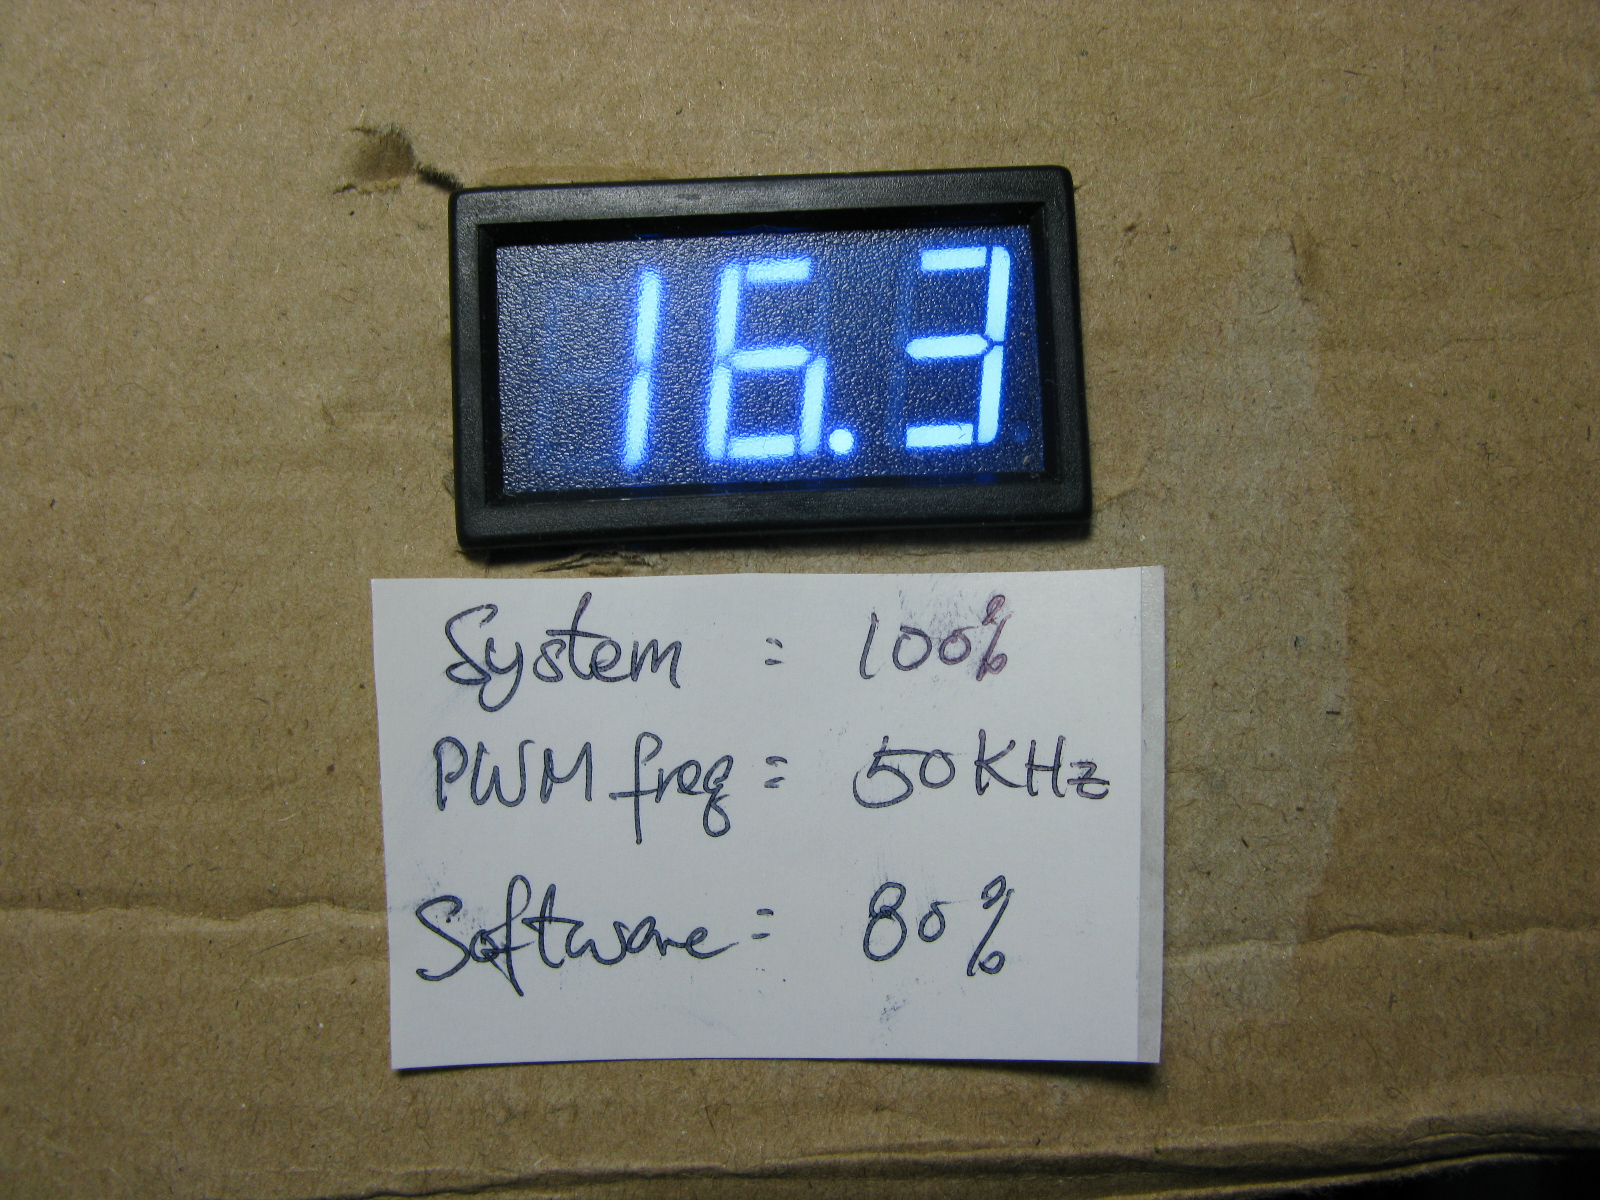 16.3
System : 100%
PWM freq = 50KHz
Software = 80%